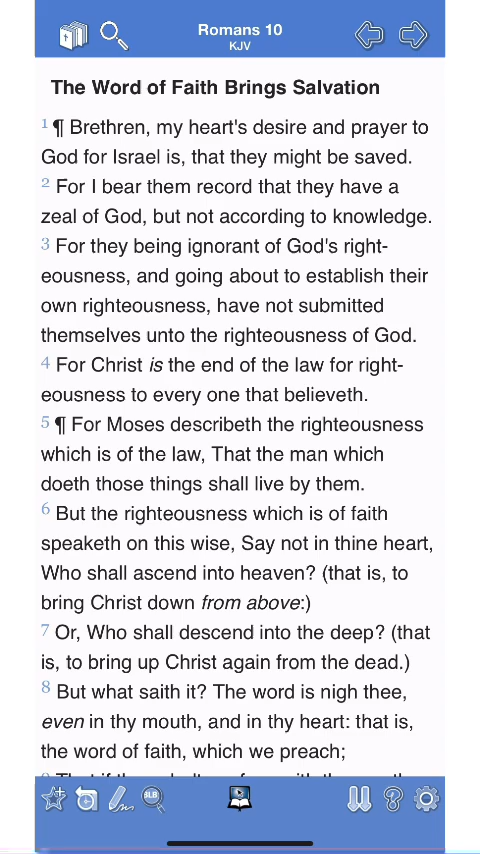 Romans 10
KJV
The Word of Faith Brings Salvation
1 ¶ Brethren, my heart's desire and prayer to
God for Israel is, that they might be saved.
2 For I bear them record that they have a
zeal of God, but not according to knowledge.
3 For they being ignorant of God's right-
eousness, and going about to establish their
own righteousness, have not submitted
themselves unto the righteousness of God.
4 For Christ is the end of the law for right-
eousness to every one that believeth.
5 ¶ For Moses describeth the righteousness
which is of the law, That the man which
doeth those things shall live by them.
6 But the righteousness which is of faith
speaketh on this wise, Say not in thine heart,
Who shall ascend into heaven? (that is, to
bring Christ down from above:)
7 Or, Who shall descend into the deep? (that
is, to bring up Christ again from the dead.)
8 But what saith it? The word is nigh thee,
even in thy mouth, and in thy heart: that is,
the word of faith, which we preach;
SLB